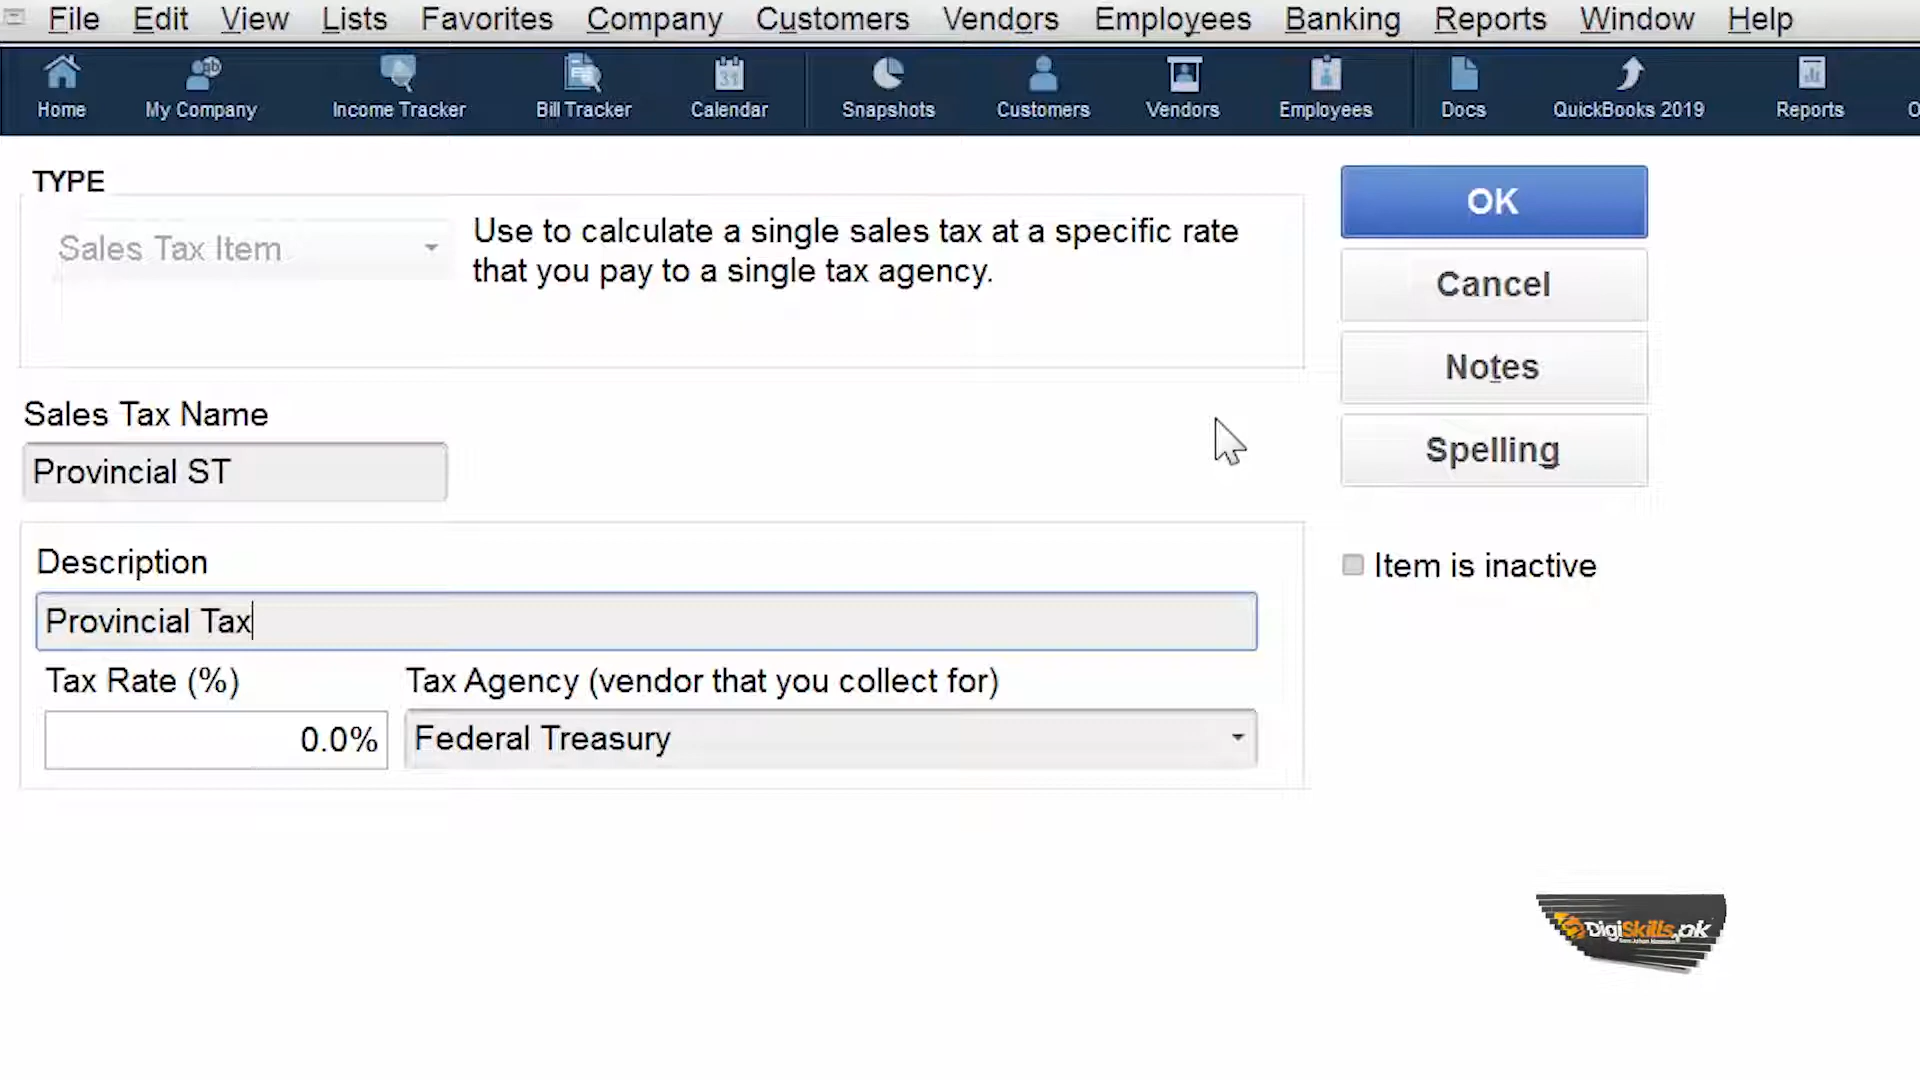 File Edit View Lists Favorites Company Customers Vendors Employees Banking Reports Window Help
Home My Company Income Tracker Bill Tracker Calendar Snapshots Customers Vendors Employees Docs QuickBooks 2019 Reports
TYPE
Sales Tax Item
Use to calculate a single sales tax at a specific rate
that you pay to a single tax agency.
OK
Cancel
Notes
Spelling
Sales Tax Name
Provincial ST
Description
Item is inactive
Provincial Tax
Tax Rate (%) Tax Agency (vendor that you collect for)
0.0% Federal Treasury
DigiSkills.pk